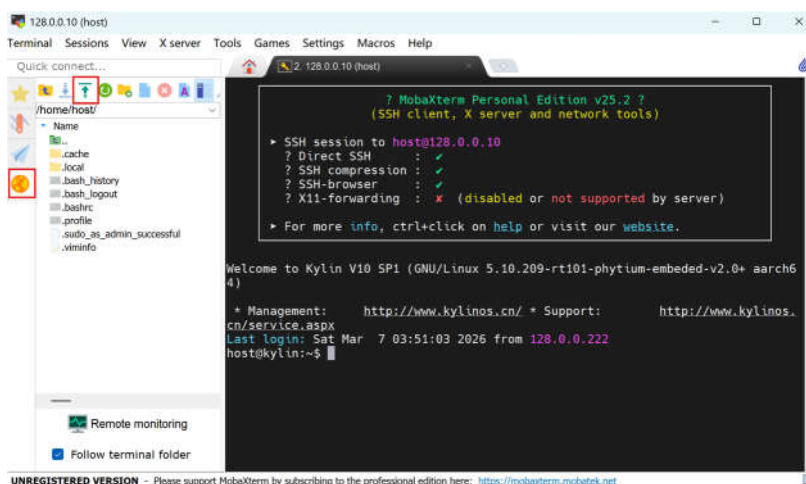 128.0.0.10 (host)
Terminal Sessions View X server Tools Games Settings Macros Help
Quick connect...
2. 128.0.0.10 (host)
/home/host/
Name
..
.cache
.local
.bash_history
.bash_logout
.bashrc
.profile
.sudo_as_admin_successful
.viminfo
Remote monitoring
Follow terminal folder
? MobaXterm Personal Edition v25.2 ?
(SSH client, X server and network tools)
► SSH session to host@128.0.0.10
? Direct SSH : ✔
? SSH compression : ✔
? SSH-browser : ✔
? X11-forwarding : ✘ (disabled or not supported by server)
► For more info, ctrl+click on help or visit our website.
Welcome to Kylin V10 SP1 (GNU/Linux 5.10.209-rt101-phytium-embeded-v2.0+ aarch6
4)
* Management: http://www.kylinos.cn/ * Support: http://www.kylinos.
cn/service.aspx
Last login: Sat Mar 7 03:51:03 2026 from 128.0.0.222
host@kylin:~$
UNREGISTERED VERSION - Please support MobaXterm by subscribing to the professional edition here: https://mobaxterm.mobatek.net